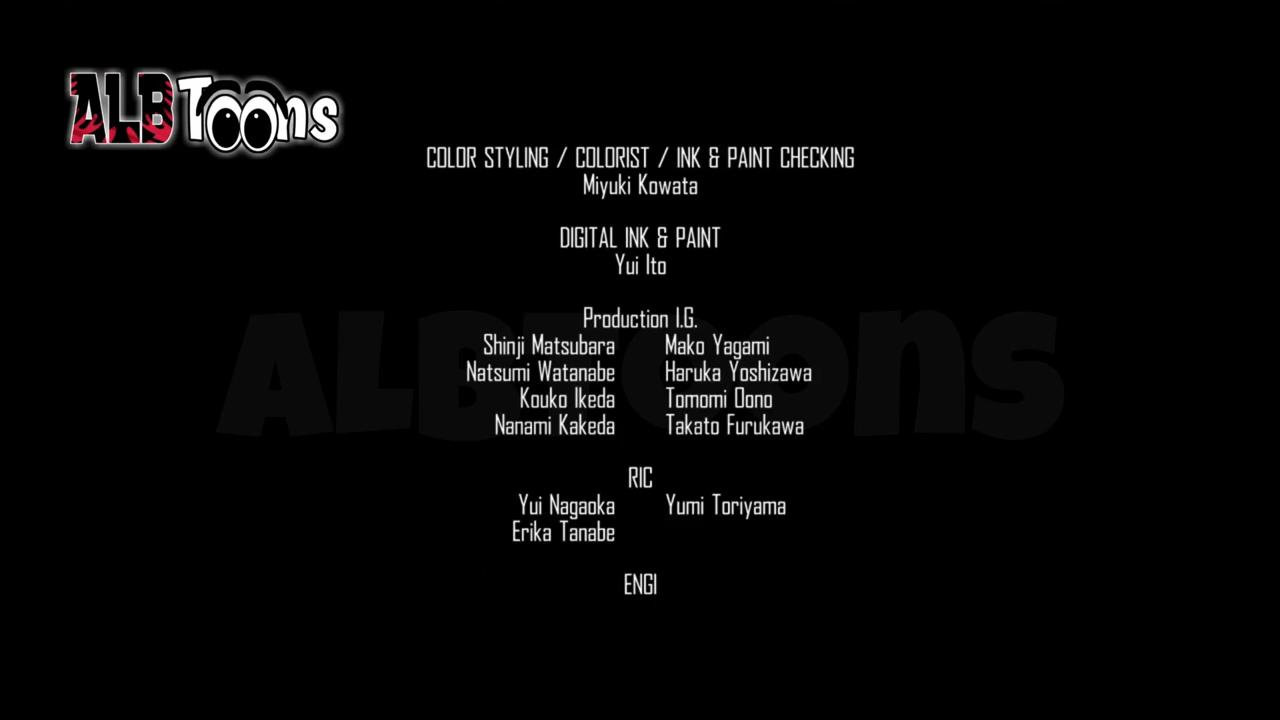 ALBToons
COLOR STYLING / COLORIST / INK & PAINT CHECKING
Miyuki Kowata
DIGITAL INK & PAINT
Yui Ito
Production I.G.
Shinji Matsubara Mako Yagami
Natsumi Watanabe Haruka Yoshizawa
Kouko Ikeda Tomomi Oono
Nanami Kakeda Takato Furukawa
ALBToons
RIC
Yui Nagaoka Yumi Toriyama
Erika Tanabe
ENGI